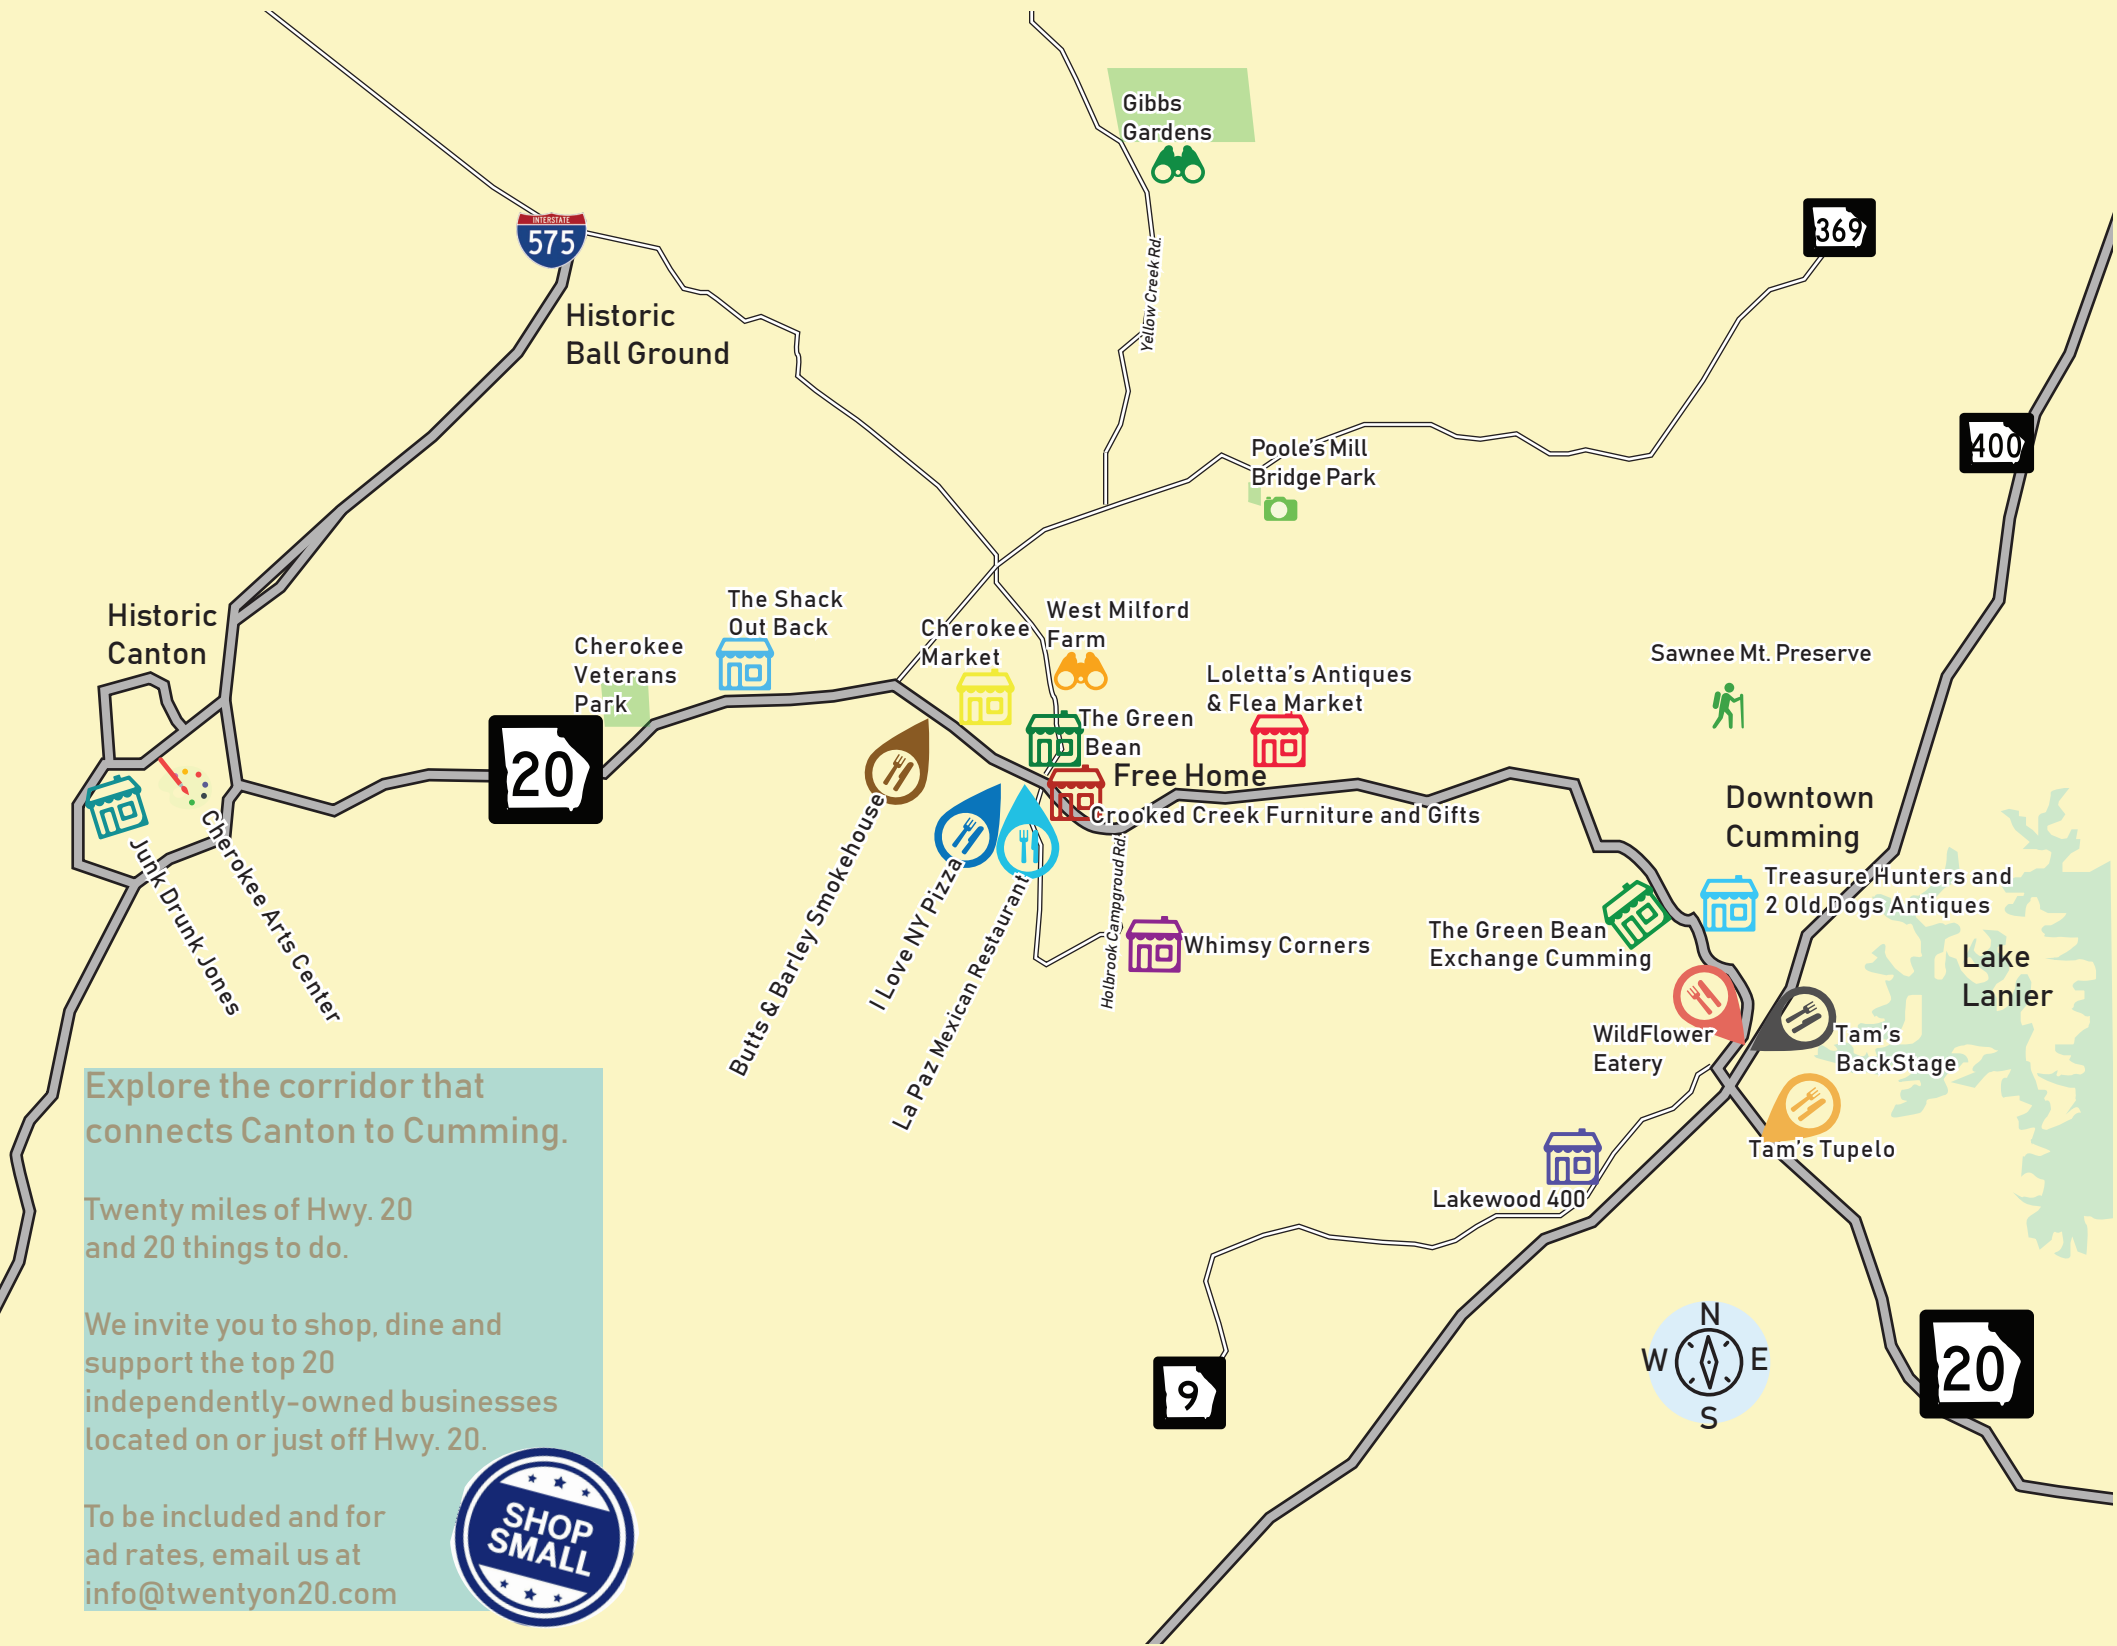 Gibbs
Gardens
INTERSTATE
575
369
Yellow Creek Rd.
Historic
Ball Ground
400
Poole's Mill
Bridge Park
Historic
Canton
The Shack
Out Back
Cherokee
Veterans
Park
Cherokee
Market
West Milford
Farm
Loletta's Antiques
& Flea Market
Sawnee Mt. Preserve
The Green
Bean
20
Free Home
Crooked Creek Furniture and Gifts
Downtown
Cumming
Junk Drunk Jones
Cherokee Arts Center
Butts & Barley Smokehouse
I Love NY Pizza
La Paz Mexican Restaurant
Holbrook Campgroud Rd.
Whimsy Corners
Treasure Hunters and
2 Old Dogs Antiques
The Green Bean
Exchange Cumming
Lake
Lanier
WildFlower
Eatery
Tam's
BackStage
Tam's Tupelo
Lakewood 400
Explore the corridor that
connects Canton to Cumming.
Twenty miles of Hwy. 20
and 20 things to do.
We invite you to shop, dine and
support the top 20
independently-owned businesses
located on or just off Hwy. 20.
To be included and for
ad rates, email us at
info@twentyon20.com
SHOP
SMALL
9
N
W E
S
20